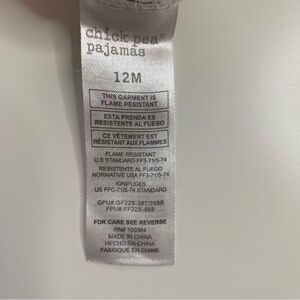 chick pea®
pajamas
12M
THIS GARMENT IS
FLAME RESISTANT
ESTA PRENDA ES
RESISTENTE AL FUEGO
CE VÊTEMENT EST
RÉSISTANT AUX FLAMMES
FLAME RESISTANT
U.S STANDARD FF3-71/5-74
RESISTENTE AL FUEGO
NORMATIVE USA FF3-71/5-74
IGNIFUGES
US FFC-71/5-74 STANDARD
FOR CARE SEE REVERSE
RN# 100364
MADE IN CHINA
HECHO EN CHINA
FABRIQUÉ EN CHINE